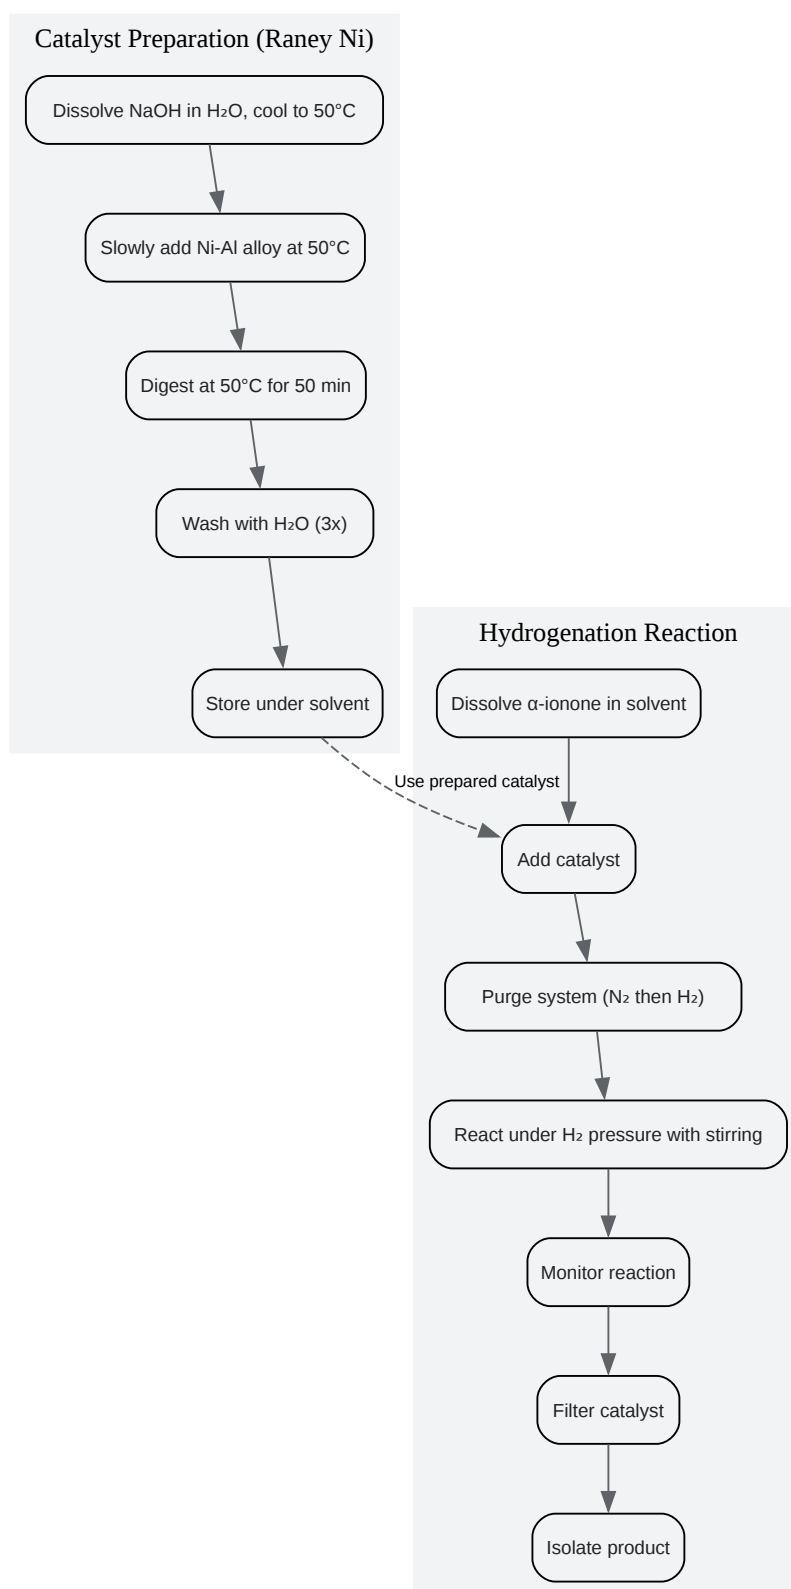 Catalyst Preparation (Raney Ni)
Dissolve NaOH in H₂O, cool to 50°C
Slowly add Ni-Al alloy at 50°C
Digest at 50°C for 50 min
Wash with H₂O (3x)
Store under solvent
Use prepared catalyst
Hydrogenation Reaction
Dissolve α-ionone in solvent
Add catalyst
Purge system (N₂ then H₂)
React under H₂ pressure with stirring
Monitor reaction
Filter catalyst
Isolate product